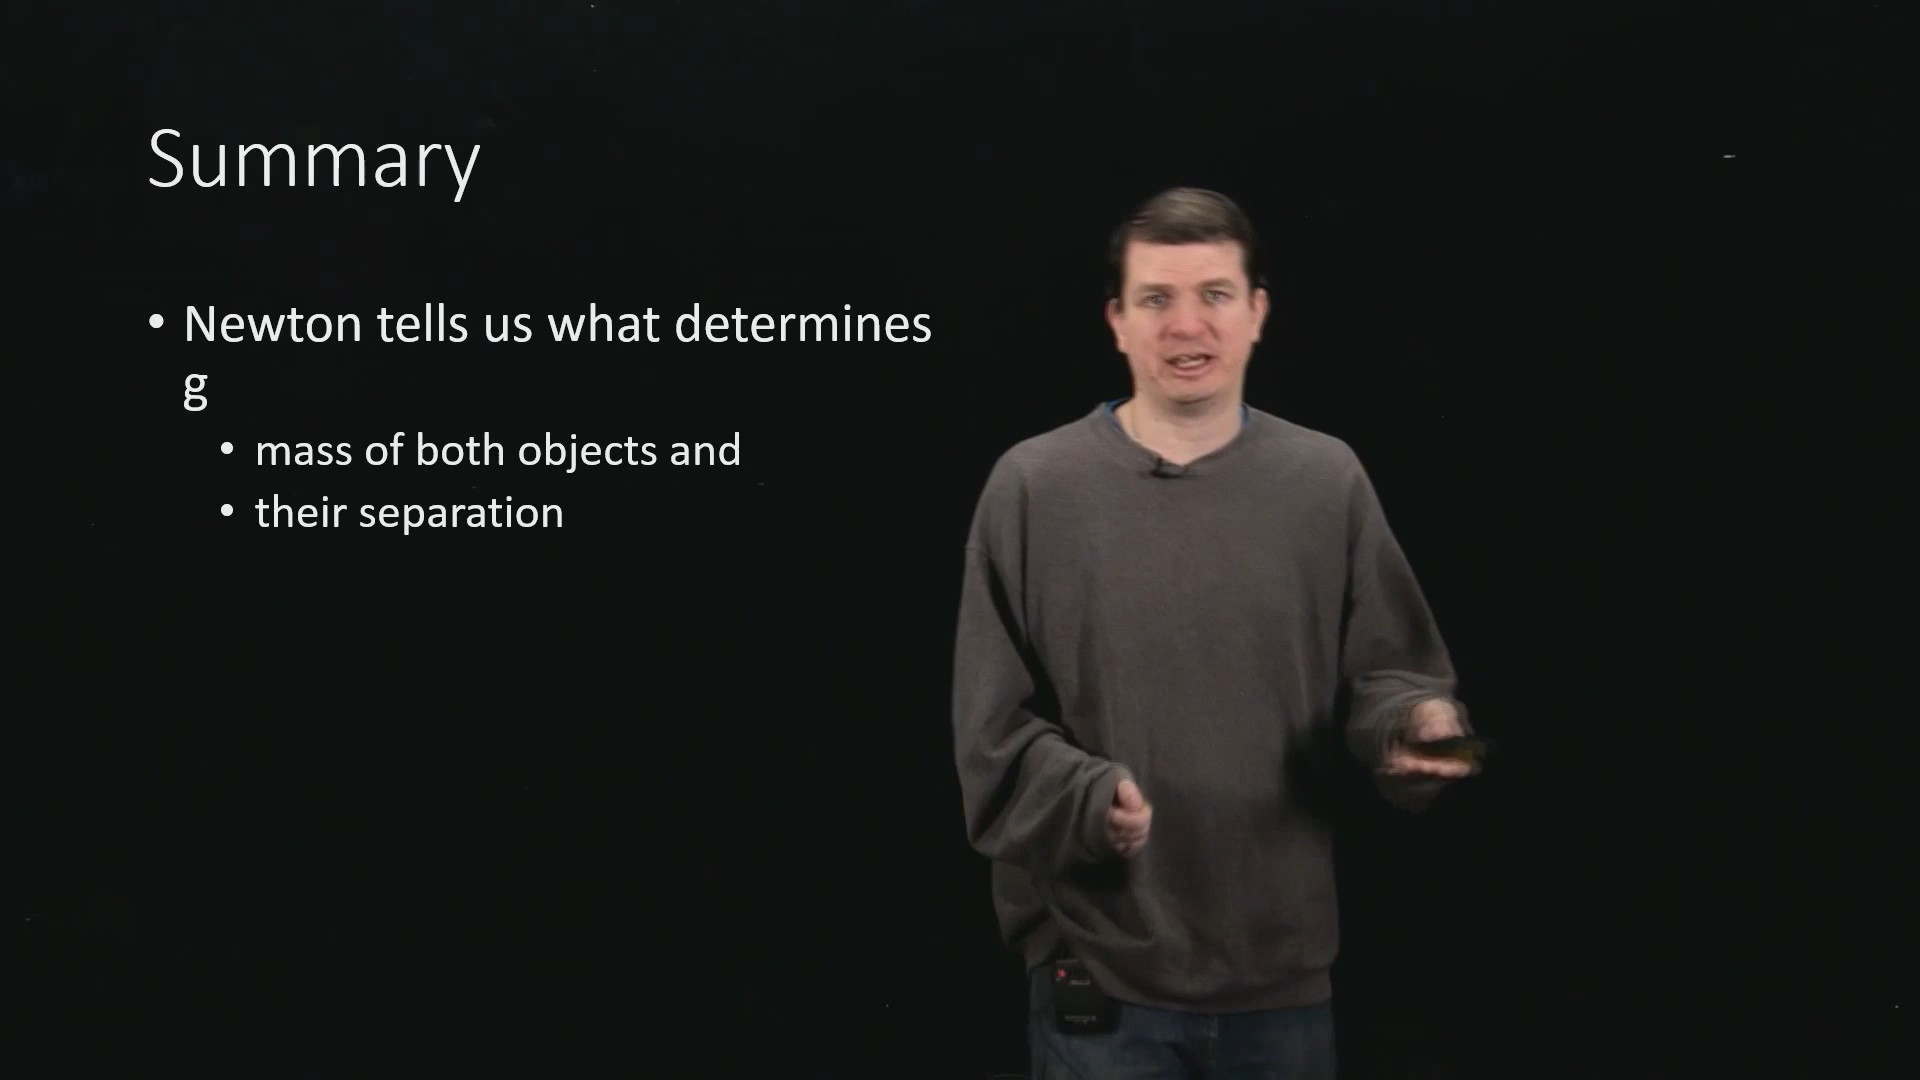 Summary
• Newton tells us what determines
g
• mass of both objects and
• their separation